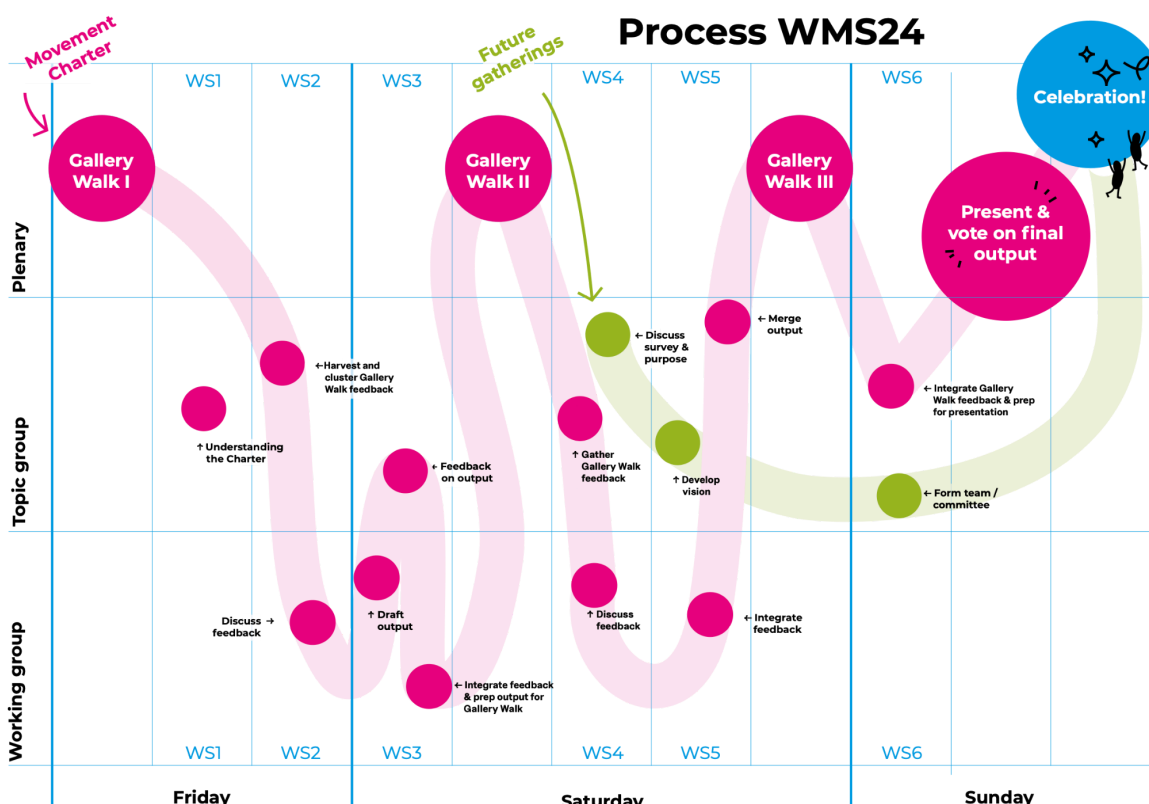 Process WMS24
Movement
Charter
Future
gatherings
WS1
WS2
WS3
WS4
WS5
WS6
Celebration!
Gallery
Walk I
Gallery
Walk II
Gallery
Walk III
Present &
vote on final
output
Plenary
← Discuss
survey &
purpose
← Merge
output
←Harvest and
cluster Gallery
Walk feedback
← Integrate Gallery
Walk feedback & prep
for presentation
↑ Understanding
the Charter
← Feedback
on output
↑ Gather
Gallery Walk
feedback
↑ Develop
vision
← Form team /
committee
Topic group
Discuss →
feedback
↑ Draft
output
↑ Discuss
feedback
← Integrate
feedback
← Integrate feedback
& prep output for
Gallery Walk
Working group
WS1
WS2
WS3
WS4
WS5
WS6
Friday
Saturday
Sunday